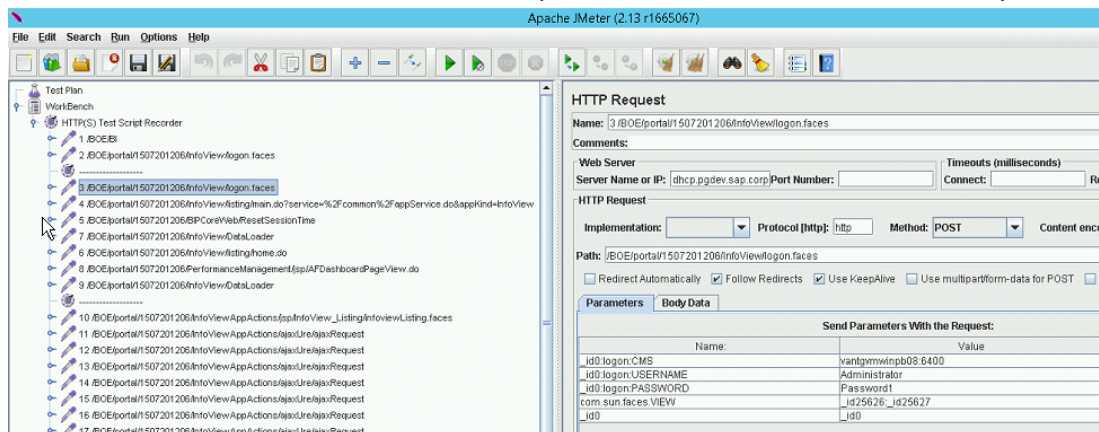 Apache JMeter (2.13 r1665067)
File Edit Search Run Options Help
Test Plan
WorkBench
HTTP(S) Test Script Recorder
1 /BOE/BI
2 /BOE/portal/1507201206/InfoView/logon.faces
-------------------
3 /BOE/portal/1507201206/InfoView/logon.faces
4 /BOE/portal/1507201206/InfoView/listing/main.do?service=%2Fcommon%2FappService.do&appKind=InfoView
5 /BOE/portal/1507201206/BIPCoreWeb/ResetSessionTime
7 /BOE/portal/1507201206/InfoView/DataLoader
6 /BOE/portal/1507201206/InfoView/listing/home.do
8 /BOE/portal/1507201206/PerformanceManagement/jsp/AFDashboardPageView.do
9 /BOE/portal/1507201206/InfoView/DataLoader
-------------------
10 /BOE/portal/1507201206/InfoViewAppActions/jsp/InfoView_Listing/infoviewListing.faces
11 /BOE/portal/1507201206/InfoViewAppActions/ajaxUre/ajaxRequest
12 /BOE/portal/1507201206/InfoViewAppActions/ajaxUre/ajaxRequest
13 /BOE/portal/1507201206/InfoViewAppActions/ajaxUre/ajaxRequest
14 /BOE/portal/1507201206/InfoViewAppActions/ajaxUre/ajaxRequest
15 /BOE/portal/1507201206/InfoViewAppActions/ajaxUre/ajaxRequest
16 /BOE/portal/1507201206/InfoViewAppActions/ajaxUre/ajaxRequest
17 /BOE/portal/1507201206/InfoViewAppActions/ajaxUre/ajaxRequest
HTTP Request
Name: 3 /BOE/portal/1507201206/InfoView/logon.faces
Comments:
Web Server
Timeouts (milliseconds)
Server Name or IP: dhcp.pgdev.sap.corp Port Number:
Connect:
HTTP Request
Implementation: Protocol [http]: http Method: POST Content enc
Path: /BOE/portal/1507201206/InfoView/logon.faces
Redirect Automatically Follow Redirects Use KeepAlive Use multipart/form-data for POST
Parameters Body Data
Send Parameters With the Request:
Name: Value
_id0:logon:CMS vantgvmwinpb08:6400
_id0:logon:USERNAME Administrator
_id0:logon:PASSWORD Password1
com.sun.faces.VIEW _id25626:_id25627
_id0 _id0